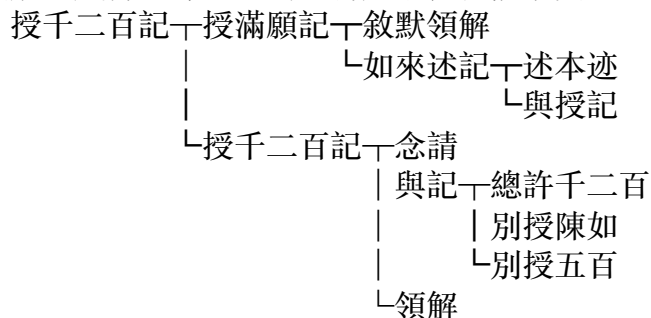 授千二百記┬授滿願記┬敘默領解
│ └如來述記┬述本迹
│ └與授記
└授千二百記┬念請
│與記┬總許千二百
│ │別授陳如
│ └別授五百
└領解